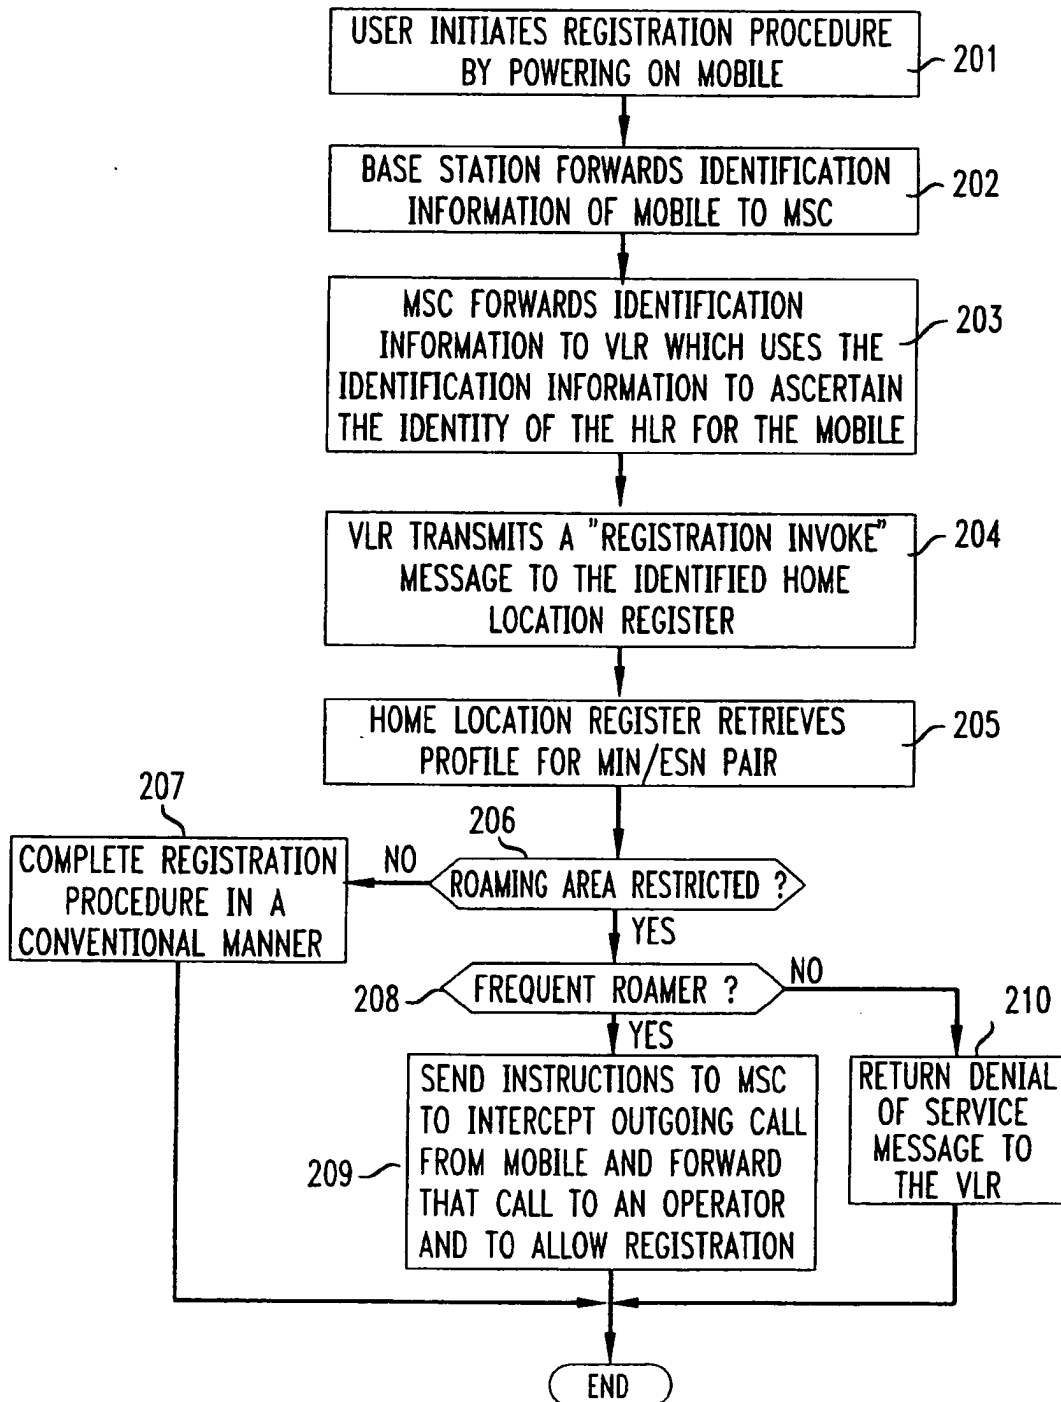 USER INITIATES REGISTRATION PROCEDURE
BY POWERING ON MOBILE
201
BASE STATION FORWARDS IDENTIFICATION
INFORMATION OF MOBILE TO MSC
202
MSC FORWARDS IDENTIFICATION
INFORMATION TO VLR WHICH USES THE
IDENTIFICATION INFORMATION TO ASCERTAIN
THE IDENTITY OF THE HLR FOR THE MOBILE
203
VLR TRANSMITS A "REGISTRATION INVOKE"
MESSAGE TO THE IDENTIFIED HOME
LOCATION REGISTER
204
HOME LOCATION REGISTER RETRIEVES
PROFILE FOR MIN/ESN PAIR
205
206
ROAMING AREA RESTRICTED ?
NO
207
COMPLETE REGISTRATION
PROCEDURE IN A
CONVENTIONAL MANNER
YES
208
FREQUENT ROAMER ?
NO
YES
209
SEND INSTRUCTIONS TO MSC
TO INTERCEPT OUTGOING CALL
FROM MOBILE AND FORWARD
THAT CALL TO AN OPERATOR
AND TO ALLOW REGISTRATION
210
RETURN DENIAL
OF SERVICE
MESSAGE TO
THE VLR
END